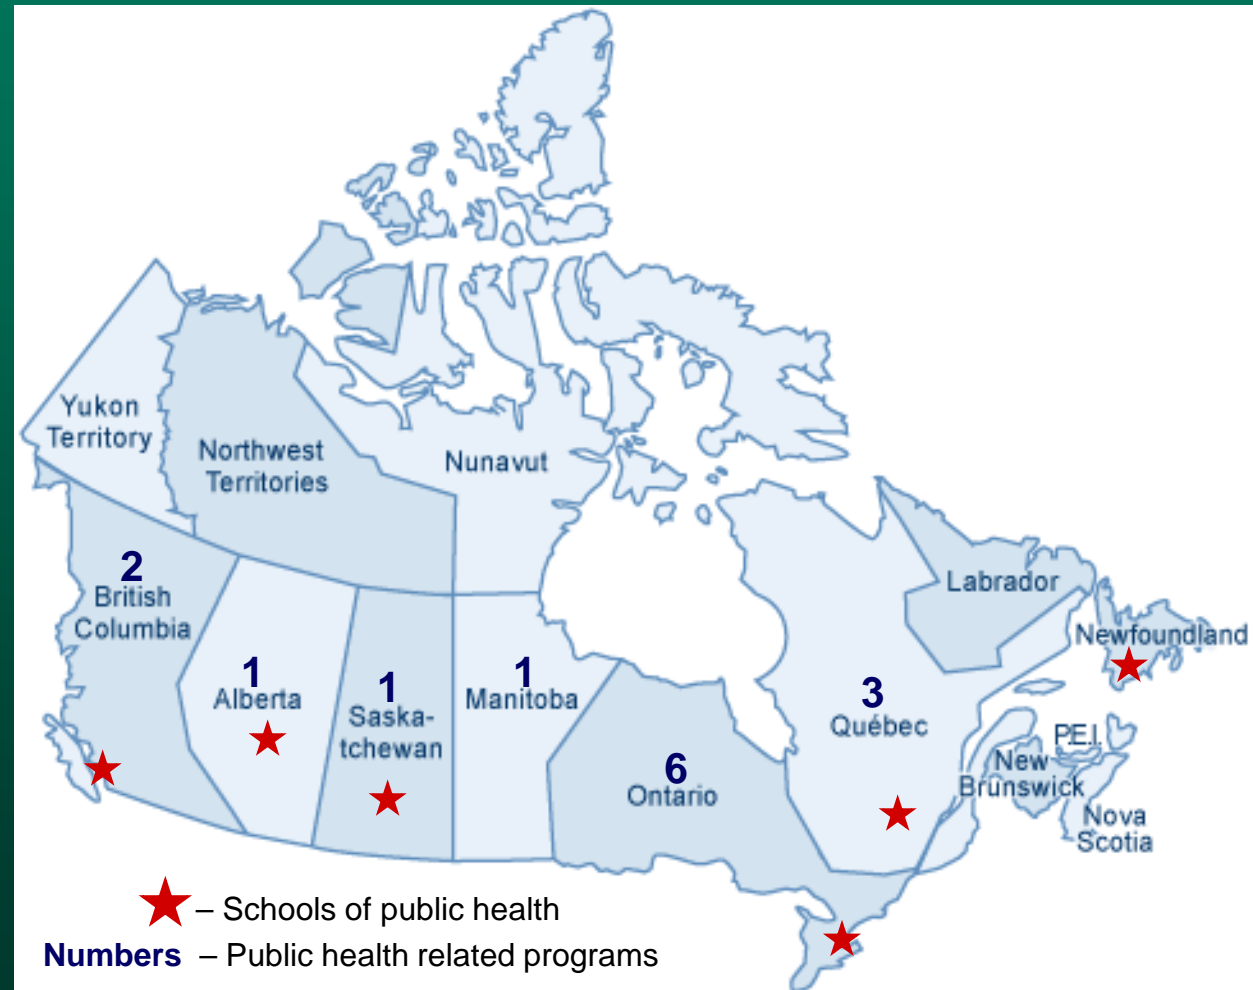 Yukon
Territory
Northwest
Territories
Nunavut
2
British
Columbia
1
Alberta
1
Saska-
tchewan
1
Manitoba
6
Ontario
3
Québec
Labrador
Newfoundland
P.E.I.
New
Brunswick
Nova
Scotia
– Schools of public health
Numbers – Public health related programs